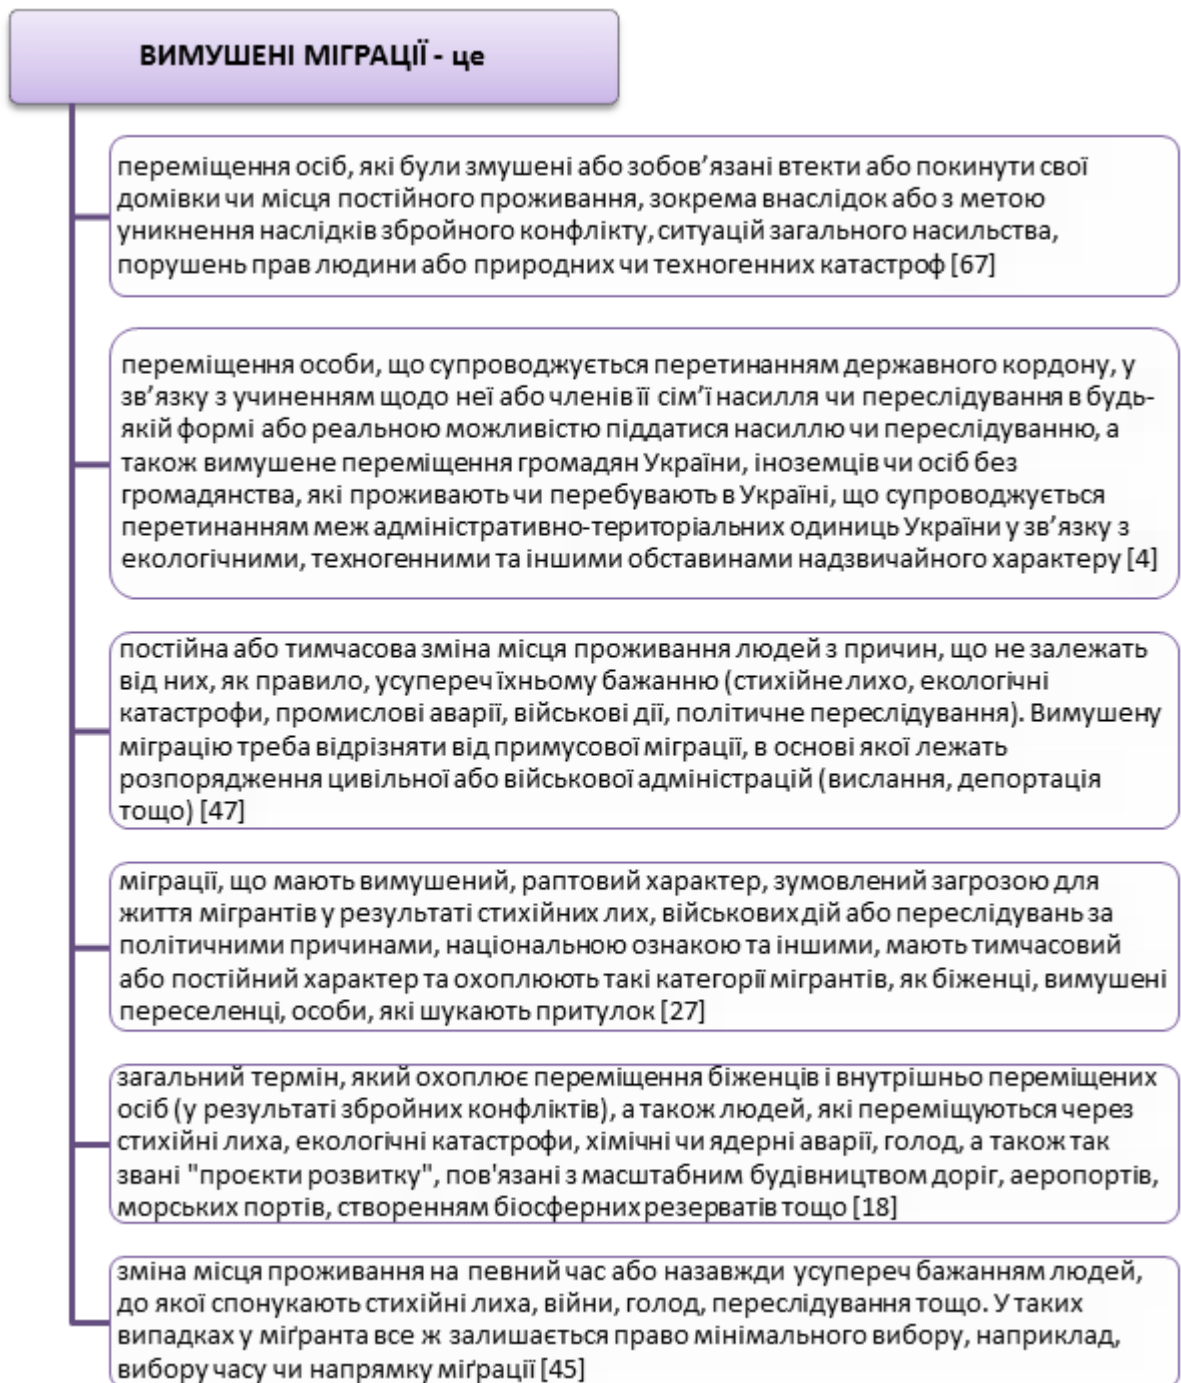 ВИМУШЕНІ МІГРАЦІЇ - це
переміщення осіб, які були змушені або зобов’язані втекти або покинути свої
домівки чи місця постійного проживання, зокрема внаслідок або з метою
уникнення наслідків збройного конфлікту, ситуацій загального насильства,
порушень прав людини або природних чи техногенних катастроф [67]
переміщення особи, що супроводжується перетинанням державного кордону, у
зв’язку з учиненням щодо неї або членів її сім’ї насилля чи переслідування в будь-
якій формі або реальною можливістю піддатися насиллю чи переслідуванню, а
також вимушене переміщення громадян України, іноземців чи осіб без
громадянства, які проживають чи перебувають в Україні, що супроводжується
перетинанням меж адміністративно-територіальних одиниць України у зв’язку з
екологічними, техногенними та іншими обставинами надзвичайного характеру [4]
постійна або тимчасова зміна місця проживання людей з причин, що не залежать
від них, як правило, усупереч їхньому бажанню (стихійне лихо, екологічні
катастрофи, промислові аварії, військові дії, політичне переслідування). Вимушену
міграцію треба відрізняти від примусової міграції, в основі якої лежать
розпорядження цивільної або військової адміністрацій (вислання, депортація
тощо) [47]
міграції, що мають вимушений, раптовий характер, зумовлений загрозою для
життя мігрантів у результаті стихійних лих, військових дій або переслідувань за
політичними причинами, національною ознакою та іншими, мають тимчасовий
або постійний характер та охоплюють такі категорії мігрантів, як біженці, вимушені
переселенці, особи, які шукають притулок [27]
загальний термін, який охоплює переміщення біженців і внутрішньо переміщених
осіб (у результаті збройних конфліктів), а також людей, які переміщуються через
стихійні лиха, екологічні катастрофи, хімічні чи ядерні аварії, голод, а також так
звані "проєкти розвитку", пов'язані з масштабним будівництвом доріг, аеропортів,
морських портів, створенням біосферних резерватів тощо [18]
зміна місця проживання на певний час або назавжди усупереч бажанням людей,
до якої спонукають стихійні лиха, війни, голод, переслідування тощо. У таких
випадках у міґранта все ж залишається право мінімального вибору, наприклад,
вибору часу чи напрямку міґрації [45]